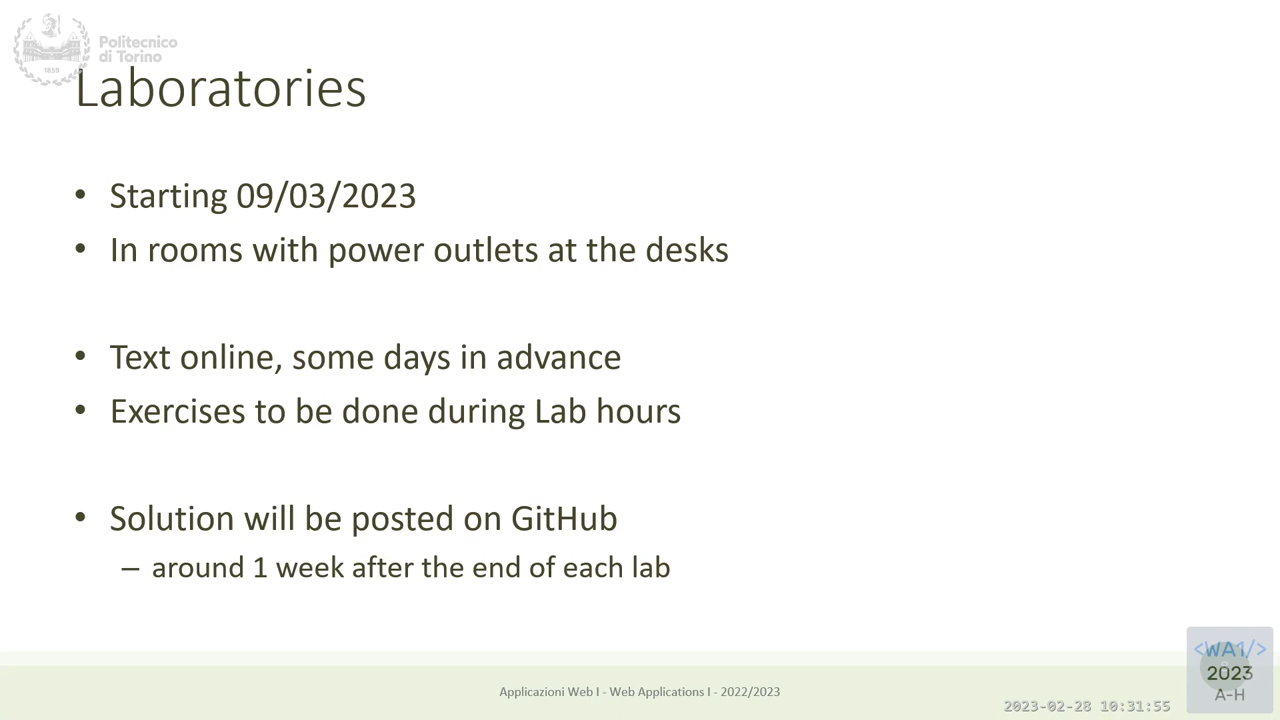 Politecnico
di Torino
1859
Laboratories
• Starting 09/03/2023
• In rooms with power outlets at the desks
• Text online, some days in advance
• Exercises to be done during Lab hours
• Solution will be posted on GitHub
– around 1 week after the end of each lab
Applicazioni Web I - Web Applications I - 2022/2023
2023-02-28 10:31:55
<WA1/>
2023
A-H